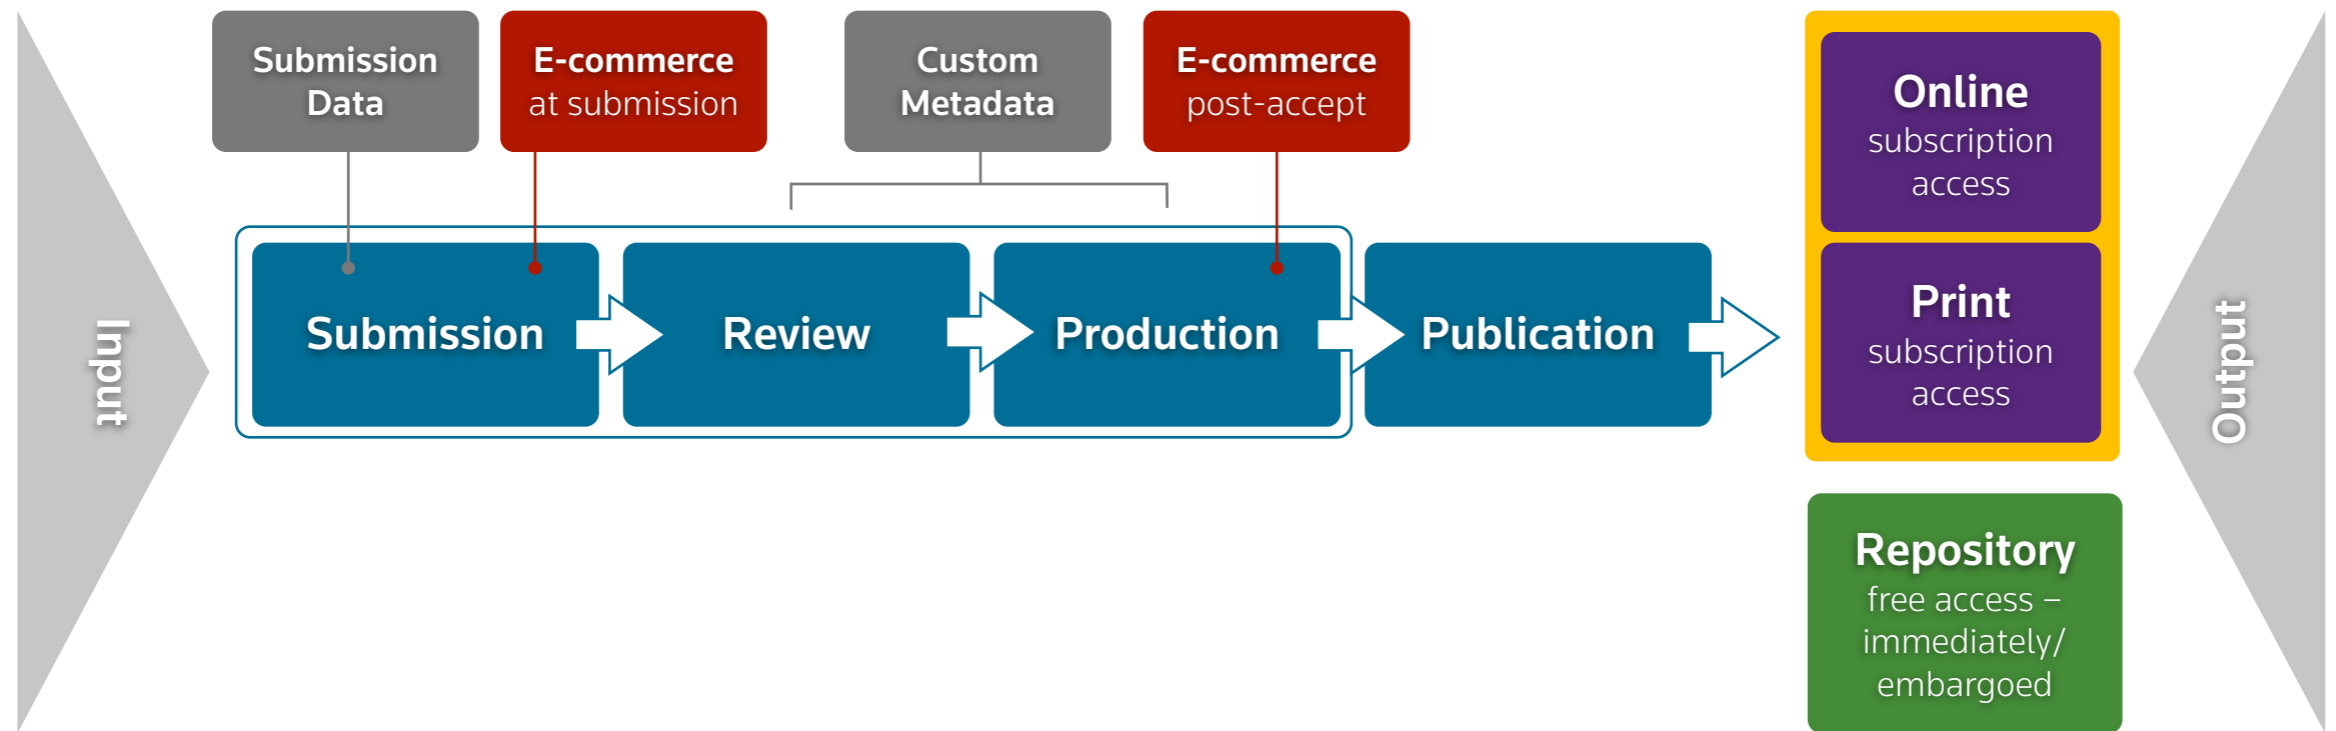 Submission
Data
E-commerce
at submission
Custom
Metadata
E-commerce
post-accept
Online
subscription
access
Print
subscription
access
Input
Submission
Review
Production
Publication
Output
Repository
free access –
immediately/
embargoed